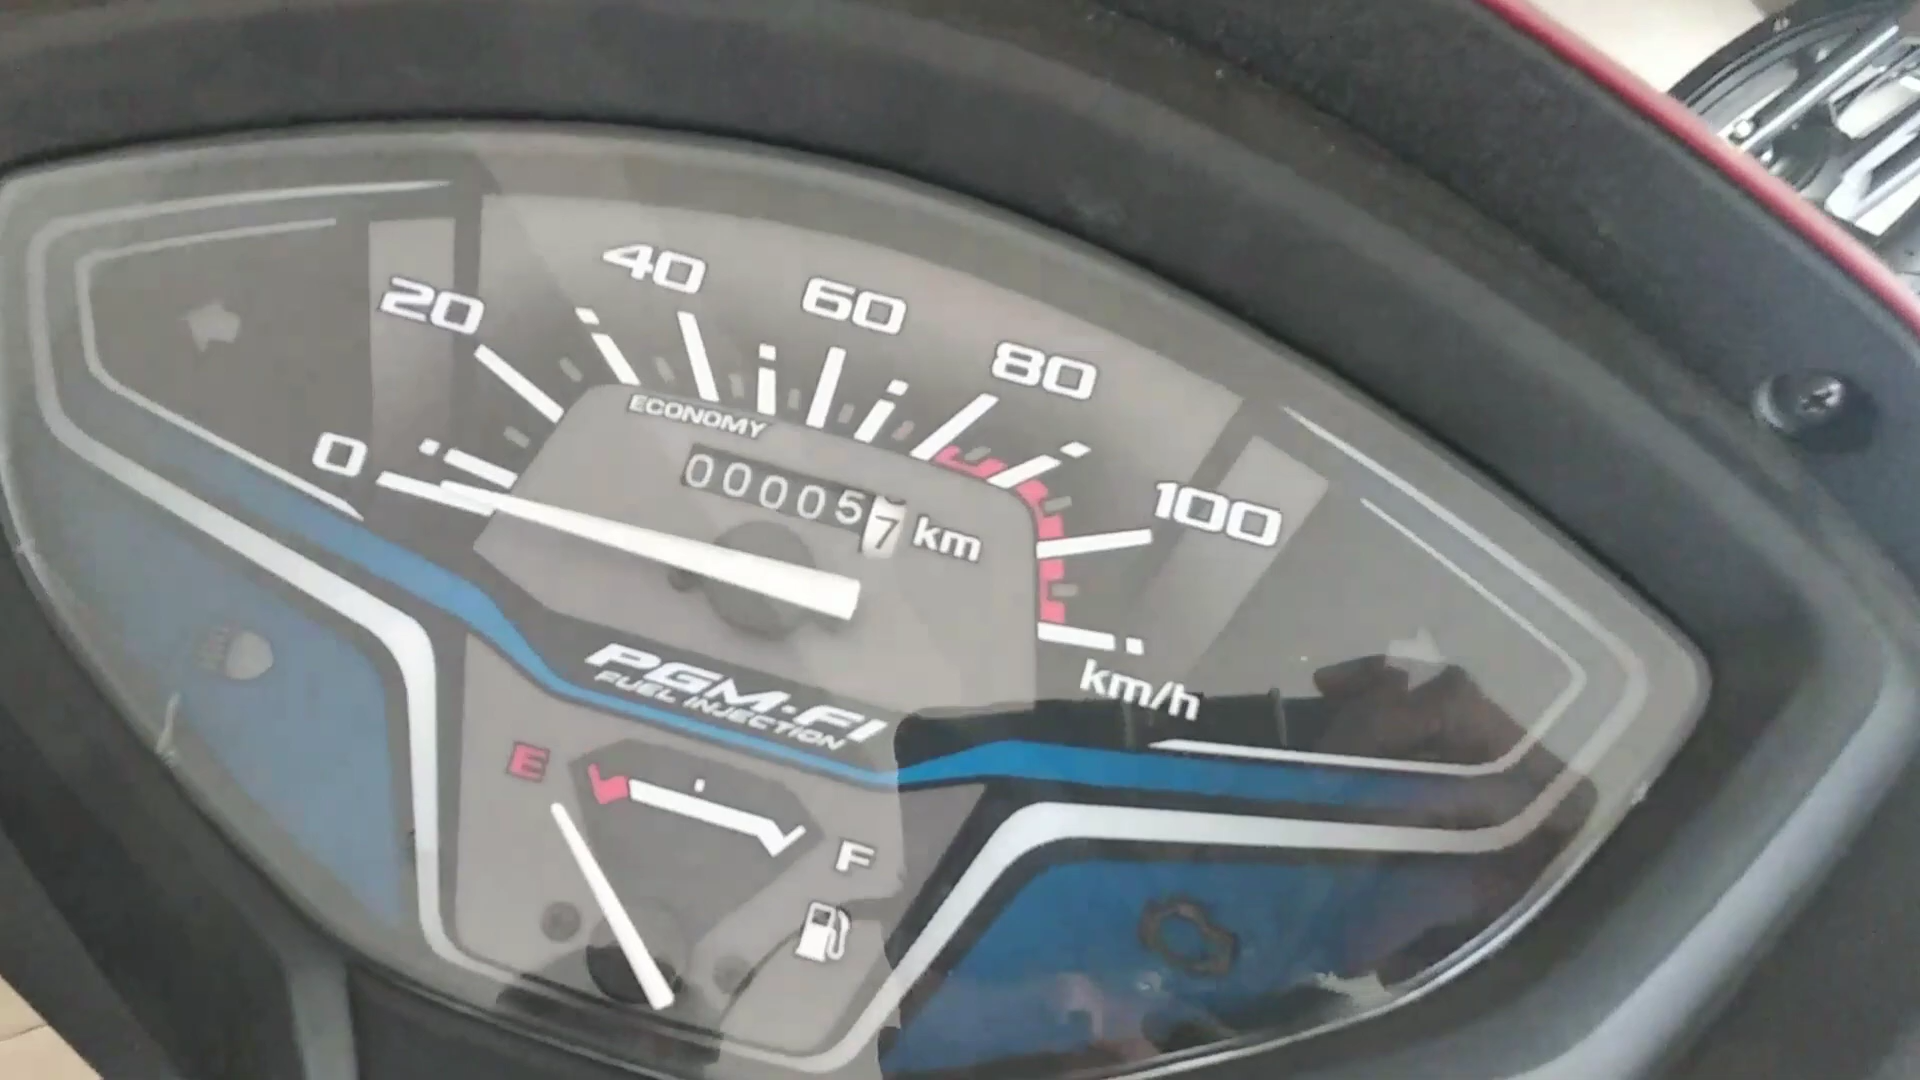 0
20
40
60
80
100
ECONOMY
000057 km
km/h
PGM-FI
FUEL INJECTION
E
F